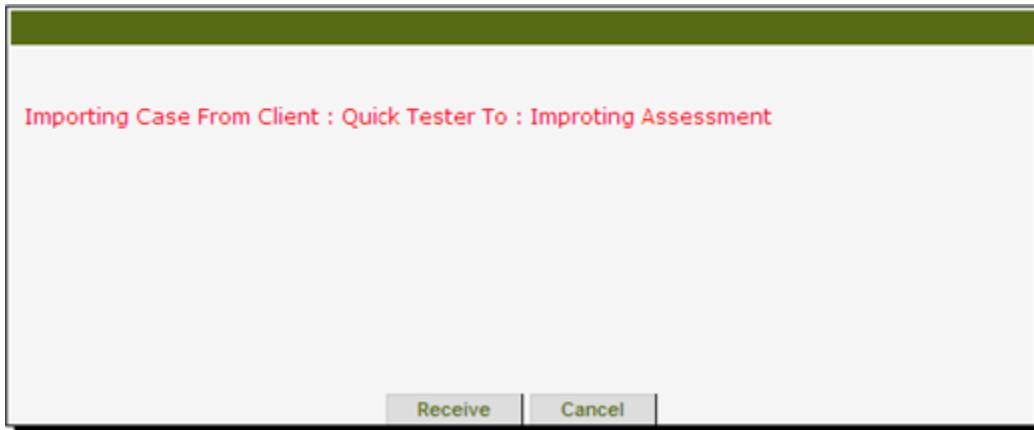 Importing Case From Client : Quick Tester To : Improting Assessment
Receive Cancel